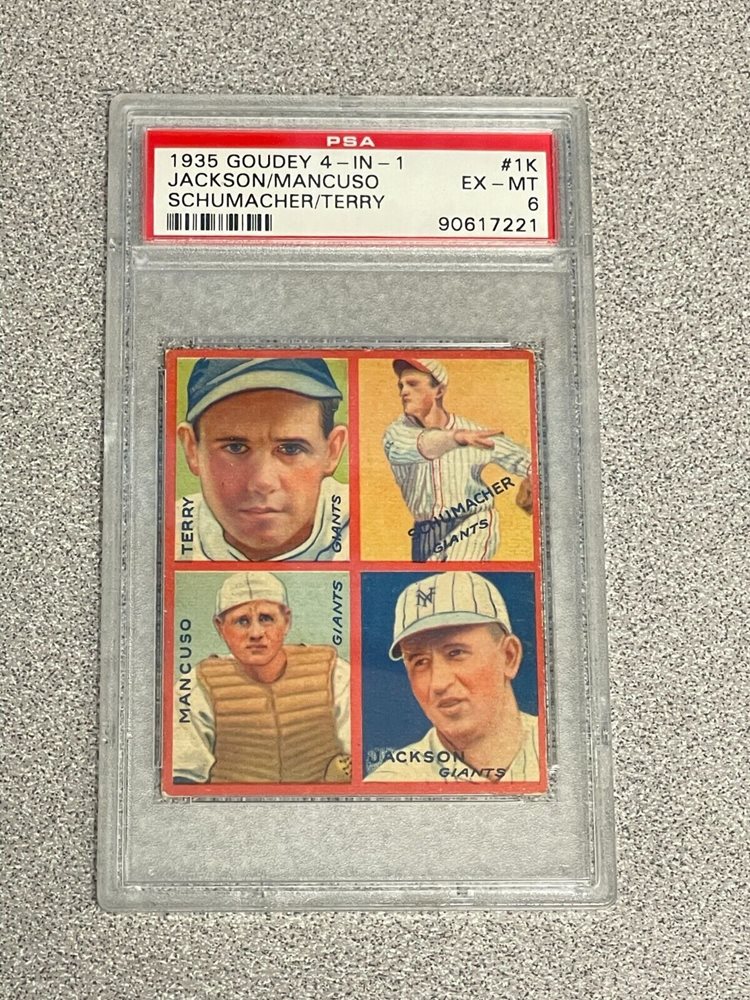 PSA
1935 GOUDEY 4-IN-1 #1K
JACKSON/MANCUSO EX-MT
SCHUMACHER/TERRY 6
90617221
TERRY
GIANTS
SCHUMACHER
GIANTS
MANCUSO
GIANTS
NY
JACKSON
GIANTS